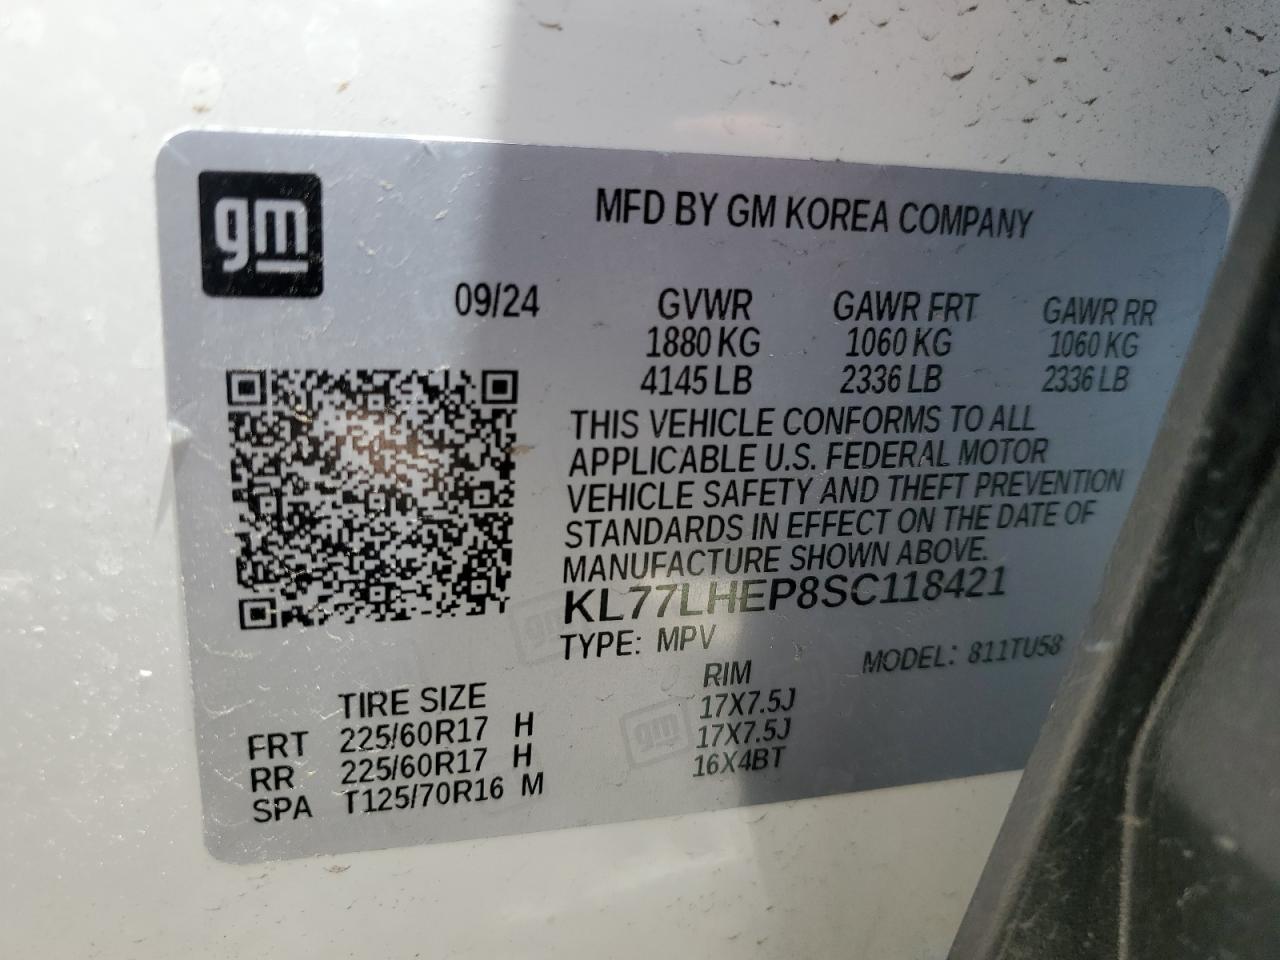 gm
MFD BY GM KOREA COMPANY
09/24 GVWR GAWR FRT GAWR RR
1880 KG 1060 KG 1060 KG
4145 LB 2336 LB 2336 LB
THIS VEHICLE CONFORMS TO ALL
APPLICABLE U.S. FEDERAL MOTOR
VEHICLE SAFETY AND THEFT PREVENTION
STANDARDS IN EFFECT ON THE DATE OF
MANUFACTURE SHOWN ABOVE.
KL77LHEP8SC118421
TYPE: MPV MODEL: 811TU58
TIRE SIZE RIM
FRT 225/60R17 H 17X7.5J
RR 225/60R17 H 17X7.5J
SPA T125/70R16 M 16X4BT
gm